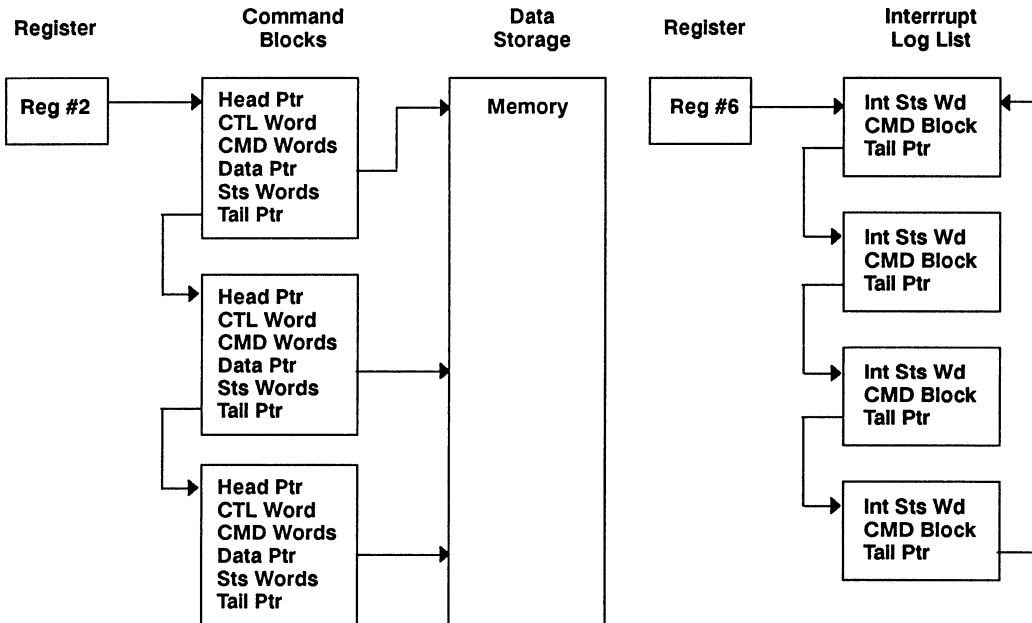 Register
Command
Blocks
Data
Storage
Register
Interrrupt
Log List
Reg #2
Head Ptr
CTL Word
CMD Words
Data Ptr
Sts Words
Tail Ptr
Head Ptr
CTL Word
CMD Words
Data Ptr
Sts Words
Tail Ptr
Head Ptr
CTL Word
CMD Words
Data Ptr
Sts Words
Tail Ptr
Memory
Reg #6
Int Sts Wd
CMD Block
Tail Ptr
Int Sts Wd
CMD Block
Tail Ptr
Int Sts Wd
CMD Block
Tail Ptr
Int Sts Wd
CMD Block
Tail Ptr